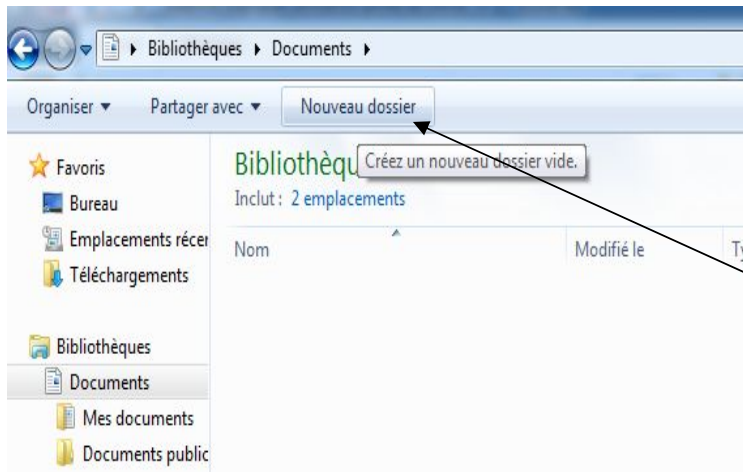 Bibliothèques Documents
Organiser Partager avec Nouveau dossier
Favoris
Bureau
Emplacements récer
Téléchargements
Bibliothèques
Documents
Mes documents
Documents public
Bibliothèqu
Créez un nouveau dossier vide.
Inclut : 2 emplacements
Nom Modifié le Ty